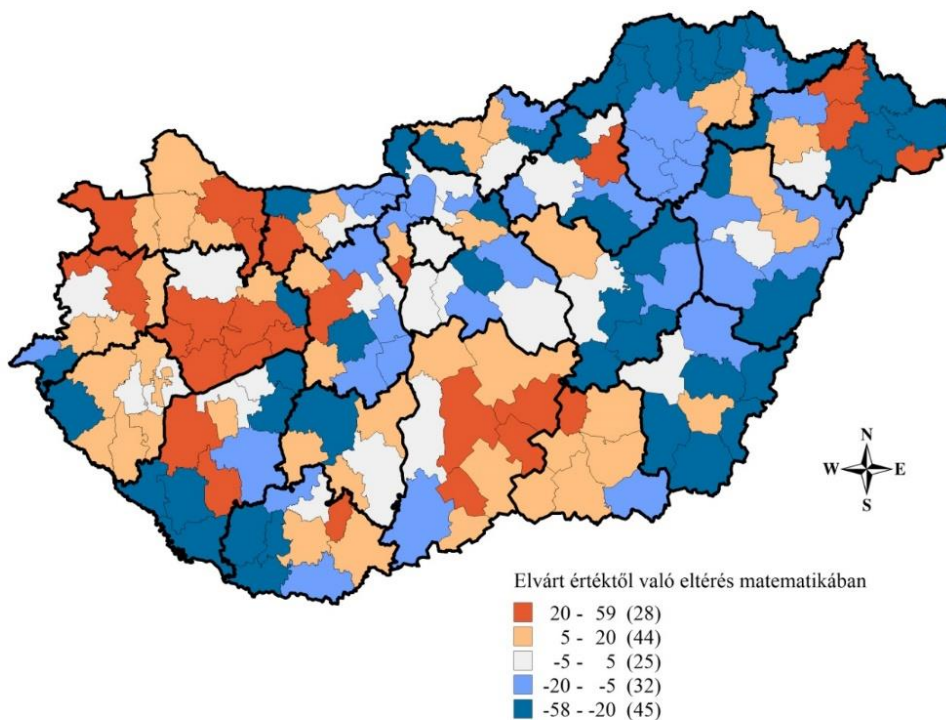 N
W E
S
Elvárt értéktől való eltérés matematikában
20 - 59 (28)
5 - 20 (44)
-5 - 5 (25)
-20 - -5 (32)
-58 - -20 (45)